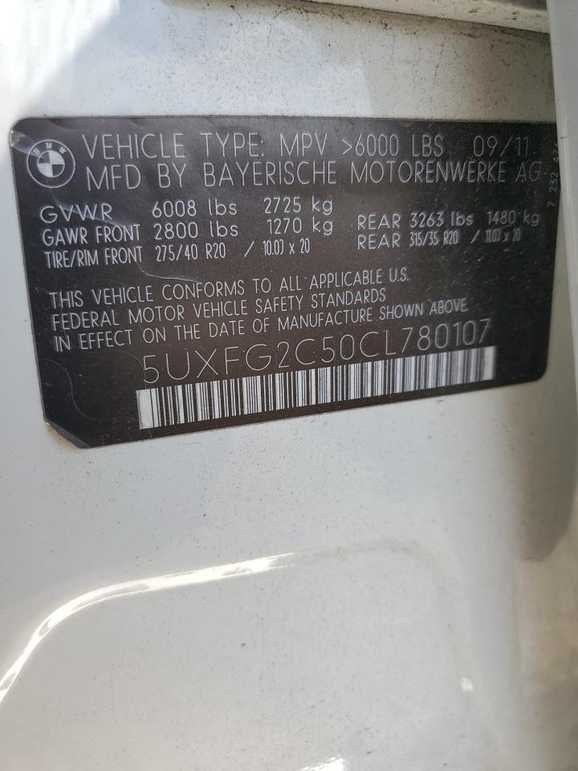 BMW
VEHICLE TYPE: MPV >6000 LBS 09/11
MFD BY BAYERISCHE MOTORENWERKE AG
GVWR 6008 lbs 2725 kg
GAWR FRONT 2800 lbs 1270 kg REAR 3263 lbs 1480 kg
TIRE/RIM FRONT 275/40 R20 / 10.0J x 20 REAR 315/35 R20 / 11.0J x 20
THIS VEHICLE CONFORMS TO ALL APPLICABLE U.S.
FEDERAL MOTOR VEHICLE SAFETY STANDARDS
IN EFFECT ON THE DATE OF MANUFACTURE SHOWN ABOVE.
5UXFG2C50CL780107